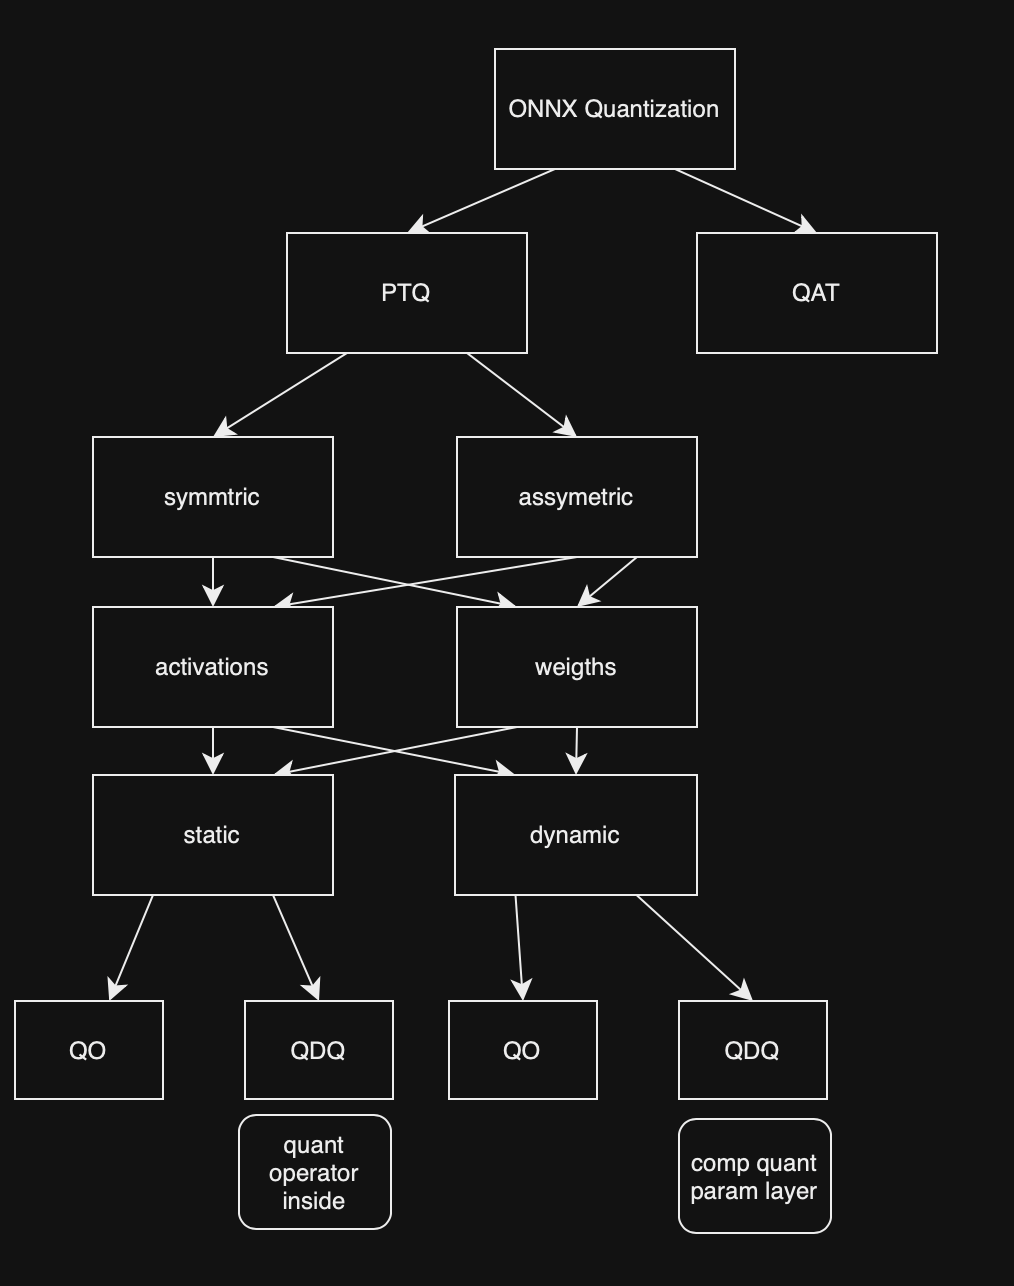 ONNX Quantization
PTQ
QAT
symmtric
assymetric
activations
weigths
static
dynamic
QO
QDQ
QO
QDQ
quant
operator
inside
comp quant
param layer